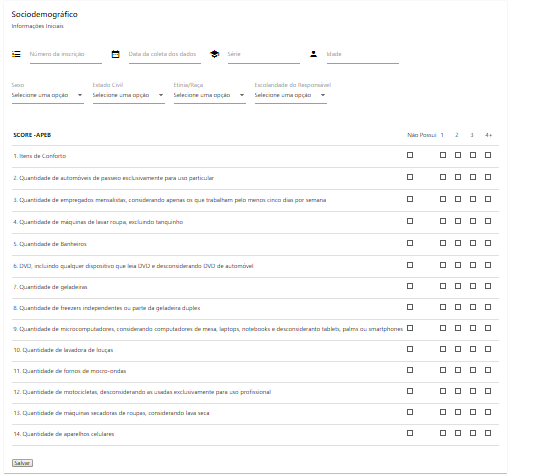 Sociodemográfico
Informações Iniciais
Número da inscrição Data da coleta dos dados Série Idade
Sexo Estado Civil Etinia/Raça Escolaridade do Responsável
Selecione uma opção Selecione uma opção Selecione uma opção Selecione uma opção
SCORE -APEB Não Possui 1 2 3 4+
1. Itens de Conforto
2. Quantidade de automóveis de passeio exclusivamente para uso particular
3. Quantidade de empregados mensalistas, considerando apenas os que trabalham pelo menos cinco dias por semana
4. Quantidade de máquinas de lavar roupa, excluindo tanquinho
5. Quantidade de Banheiros
6. DVD, incluindo qualquer dispositivo que leia DVD e desconsiderando DVD de automóvel
7. Quantidade de geladeiras
8. Quantidade de freezers independentes ou parte da geladeira duplex
9. Quantidade de microcomputadores, considerando computadores de mesa, laptops, notebooks e desconsideranto tablets, palms ou smartphones
10. Quantidade de lavadora de louças
11. Quantidade de fornos de mocro-ondas
12. Quantidade de motocicletas, desconsiderando as usadas exclusivamente para uso profissional
13. Quantidade de máquinas secadoras de roupas, considerando lava seca
14. Quantidade de aparelhos celulares
Salvar